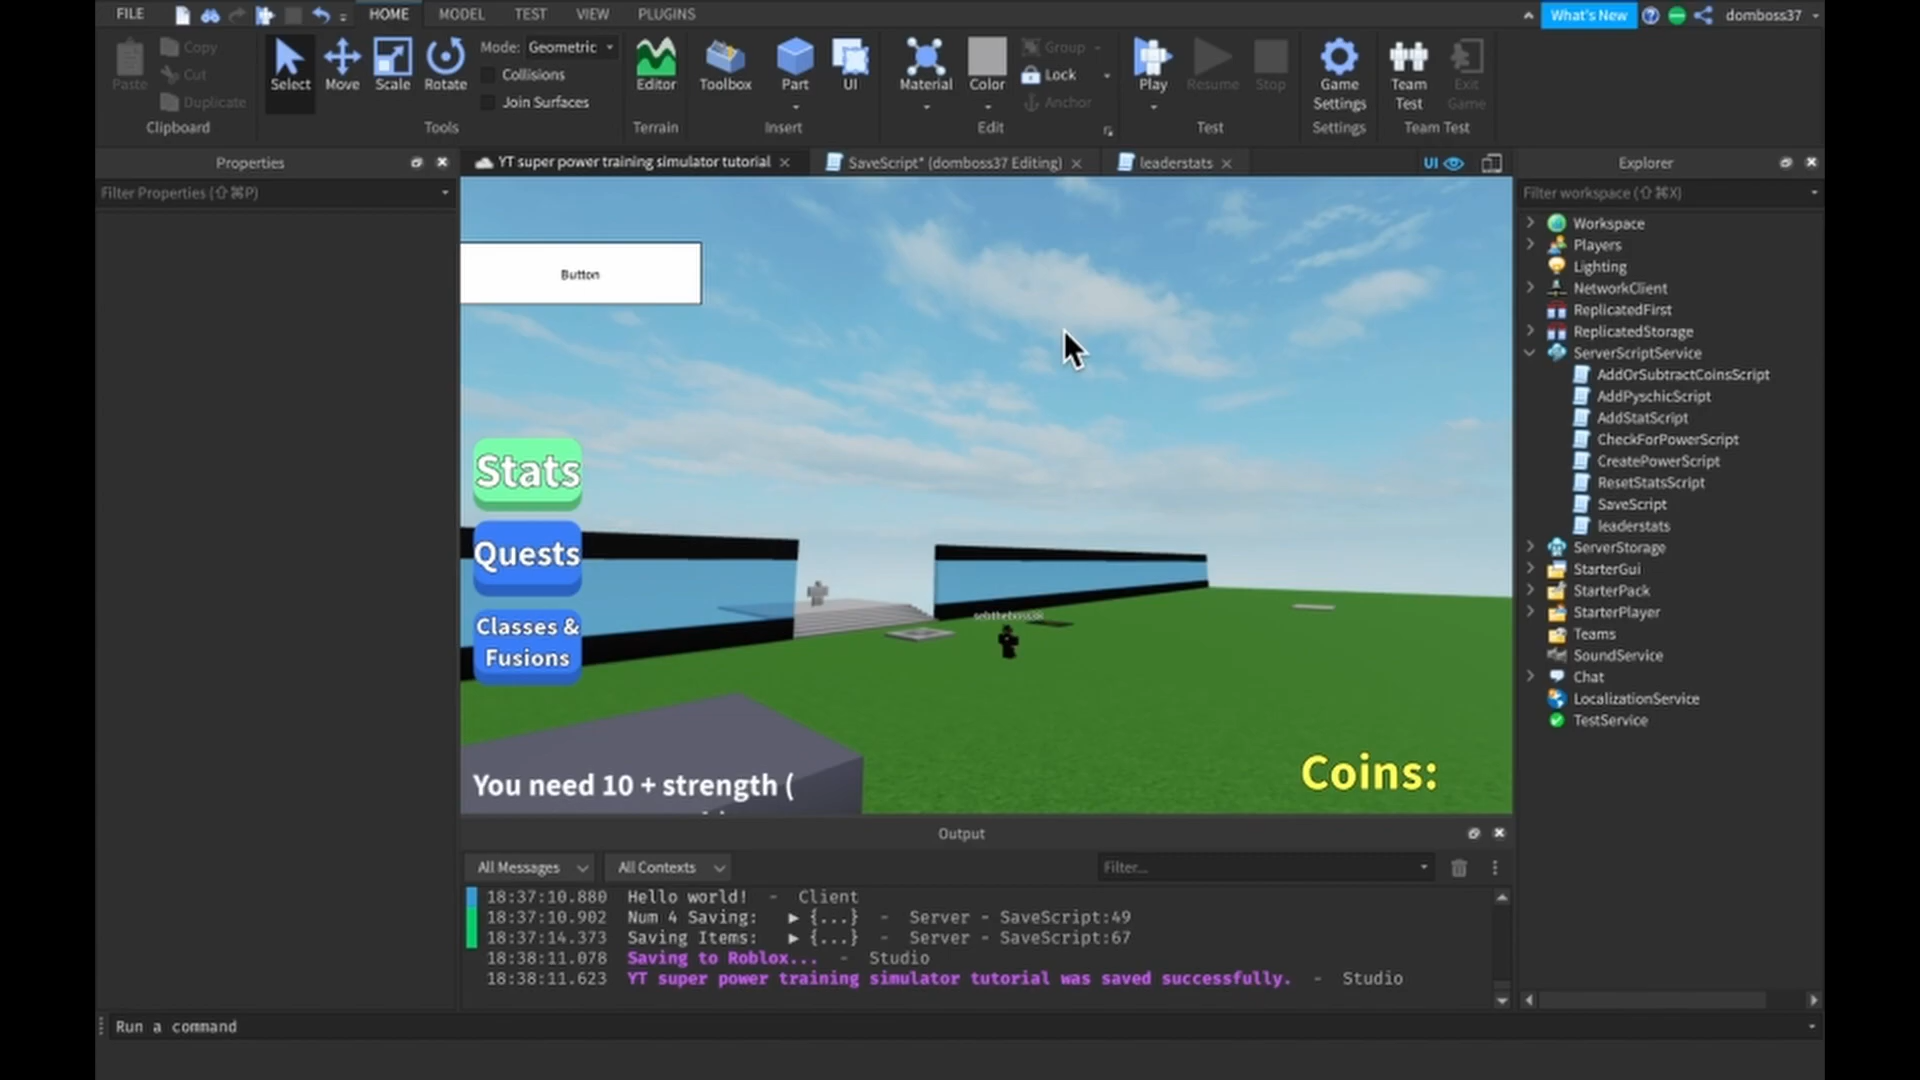 FILE HOME MODEL TEST VIEW PLUGINS What's New domboss37
Paste Copy Cut Duplicate Clipboard
Select Move Scale Rotate Mode: Geometric Collisions Join Surfaces Tools
Editor Terrain
Toolbox Part UI Insert
Material Color Group Lock Anchor Edit
Play Resume Stop Test
Game Settings Settings
Team Test Exit Game Team Test
Properties
Filter Properties (⇧⌘P)
YT super power training simulator tutorial
SaveScript* (domboss37 Editing)
leaderstats
UI
Button
Stats
Quests
Classes &
Fusions
You need 10 + strength (
Coins:
Explorer
Filter workspace (⇧⌘X)
Workspace
Players
Lighting
NetworkClient
ReplicatedFirst
ReplicatedStorage
ServerScriptService
AddOrSubtractCoinsScript
AddPyschicScript
AddStatScript
CheckForPowerScript
CreatePowerScript
ResetStatsScript
SaveScript
leaderstats
ServerStorage
StarterGui
StarterPack
StarterPlayer
Teams
SoundService
Chat
LocalizationService
TestService
Output
All Messages All Contexts Filter...
18:37:10.880 Hello world! - Client
18:37:10.902 Num 4 Saving: ▶ {...} - Server - SaveScript:49
18:37:14.373 Saving Items: ▶ {...} - Server - SaveScript:67
18:38:11.078 Saving to Roblox... - Studio
18:38:11.623 YT super power training simulator tutorial was saved successfully. - Studio
Run a command